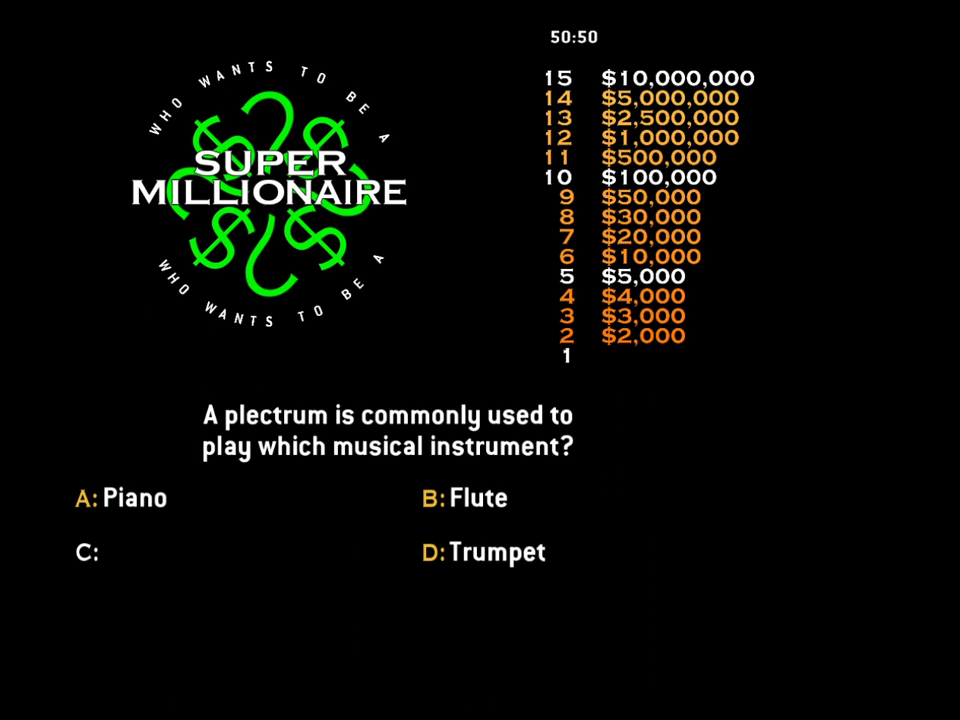 50:50
WHO WANTS TO BE A
SUPER
MILLIONAIRE
WHO WANTS TO BE A
15 $10,000,000
14 $5,000,000
13 $2,500,000
12 $1,000,000
11 $500,000
10 $100,000
9 $50,000
8 $30,000
7 $20,000
6 $10,000
5 $5,000
4 $4,000
3 $3,000
2 $2,000
1
A plectrum is commonly used to
play which musical instrument?
A: Piano B: Flute
C: D: Trumpet